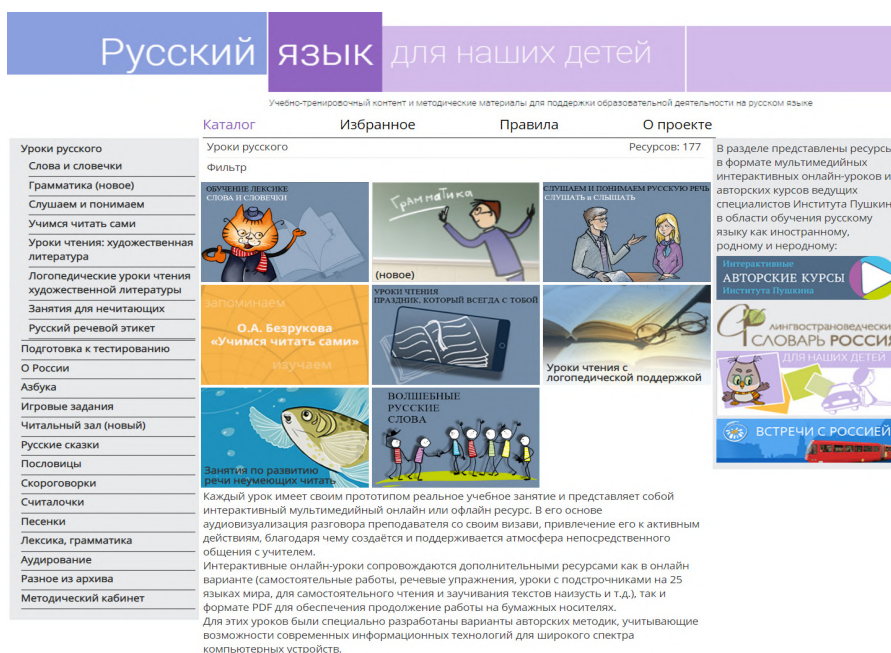 Русский язык для наших детей
Учебно-тренировочный контент и методические материалы для поддержки образовательной деятельности на русском языке
Каталог Избранное Правила О проекте
Уроки русского
Слова и словечки
Грамматика (новое)
Слушаем и понимаем
Учимся читать сами
Уроки чтения: художественная
литература
Логопедические уроки чтения
художественной литературы
Занятия для нечитающих
Русский речевой этикет
Подготовка к тестированию
О России
Азбука
Игровые задания
Читальный зал (новый)
Русские сказки
Пословицы
Скороговорки
Считалочки
Песенки
Лексика, грамматика
Аудирование
Разное из архива
Методический кабинет
Уроки русского Ресурсов: 177
Фильтр
ОБУЧЕНИЕ ЛЕКСИКЕ
СЛОВА И СЛОВЕЧКИ
Грамматика
(новое)
СЛУШАЕМ И ПОНИМАЕМ РУССКУЮ РЕЧЬ
СЛУШАТЬ и СЛЫШАТЬ
запоминаем
О.А. Безрукова
«Учимся читать сами»
изучаем
УРОКИ ЧТЕНИЯ
ПРАЗДНИК, КОТОРЫЙ ВСЕГДА С ТОБОЙ
Уроки чтения с
логопедической поддержкой
Занятия по развитию
речи неумеющих читать
ВОЛШЕБНЫЕ
РУССКИЕ
СЛОВА
Каждый урок имеет своим прототипом реальное учебное занятие и представляет собой
интерактивный мультимедийный онлайн или офлайн ресурс. В его основе
аудиовизуализация разговора преподавателя со своим визави, привлечение его к активным
действиям, благодаря чему создаётся и поддерживается атмосфера непосредственного
общения с учителем.
Интерактивные онлайн-уроки сопровождаются дополнительными ресурсами как в онлайн
варианте (самостоятельные работы, речевые упражнения, уроки с подстрочниками на 25
языках мира, для самостоятельного чтения и заучивания текстов наизусть и т.д.), так и
формате PDF для обеспечения продолжение работы на бумажных носителях.
Для этих уроков были специально разработаны варианты авторских методик, учитывающие
возможности современных информационных технологий для широкого спектра
компьютерных устройств.
В разделе представлены ресурсы
в формате мультимедийных
интерактивных онлайн-уроков и
авторских курсов ведущих
специалистов Института Пушкин
в области обучения русскому
языку как иностранному,
родному и неродному:
Интерактивные
АВТОРСКИЕ КУРСЫ
Института Пушкина
ЛИНГВОСТРАНОВЕДЧЕСКИ
СЛОВАРЬ РОССИЯ
ДЛЯ НАШИХ ДЕТЕЙ
ВСТРЕЧИ С РОССИЕЙ